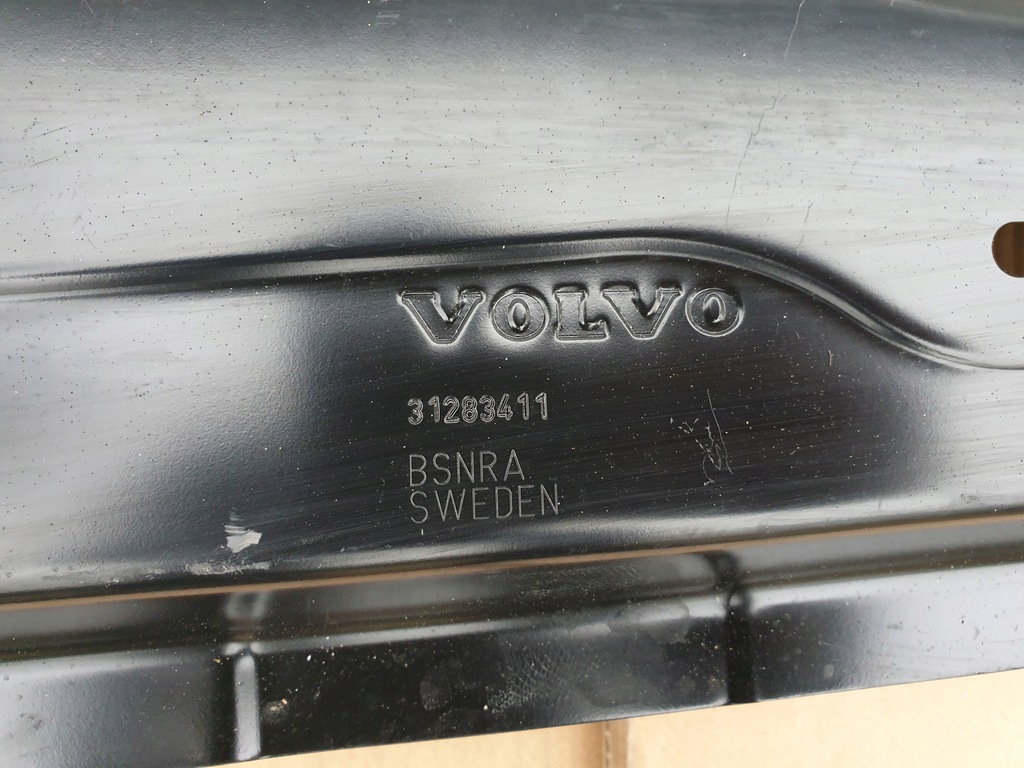 VOLVO
31283411
BSNRA
SWEDEN